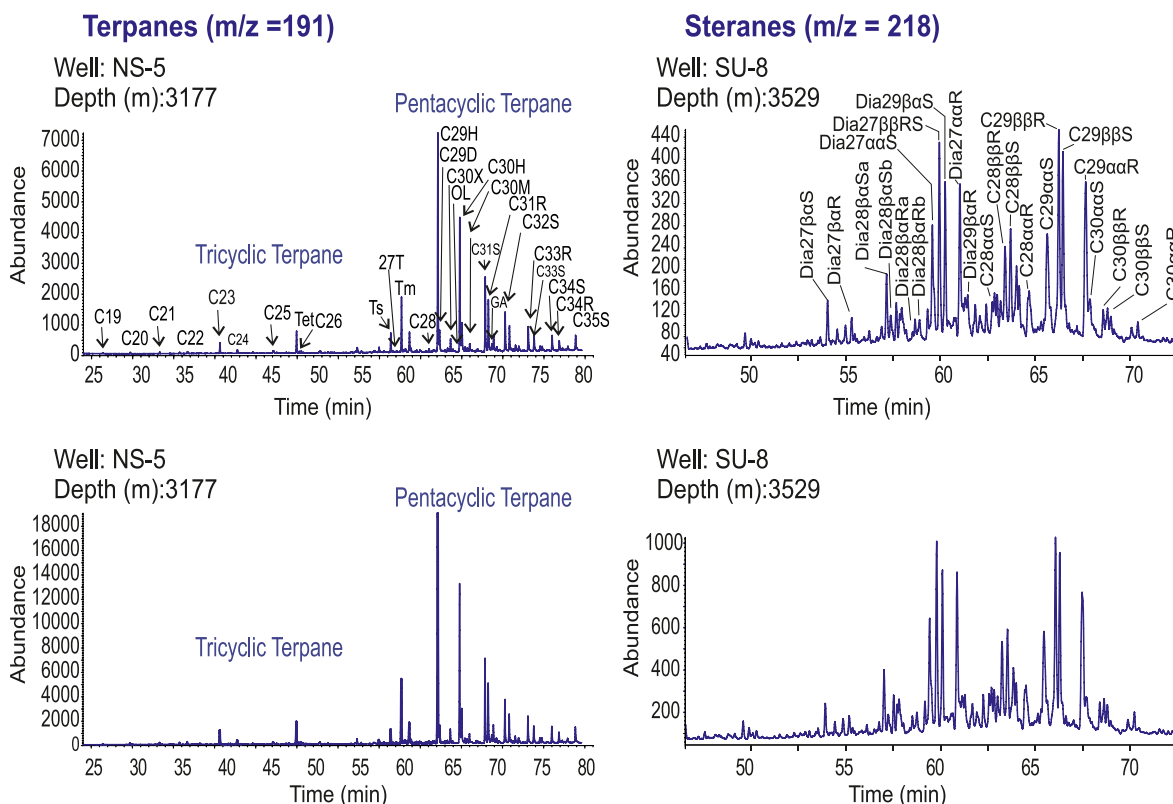 Terpanes (m/z =191)
Well: NS-5
Depth (m):3177
Pentacyclic Terpane
Tricyclic Terpane
Abundance
7000
6000
5000
4000
3000
2000
1000
0
C19
C20
C21
C22
C23
C24
C25
Tet
C26
Ts
27T
Tm
C28
C29H
C29D
C30X
OL
C30H
C30M
C31R
C32S
C31S
GA
C33R
C33S
C34S
C34R
C35S
25 30 35 40 45 50 55 60 65 70 75 80
Time (min)
Steranes (m/z = 218)
Well: SU-8
Depth (m):3529
Abundance
440
400
360
320
280
240
200
160
120
80
40
Dia27βαS
Dia27βαR
Dia28βαSa
Dia28βαSb
Dia28βαRa
Dia28βαRb
Dia27ααS
Dia27ββRS
Dia29βαS
Dia27ααR
Dia29βαR
C28ααS
C28ββR
C28ββS
C28ααR
C29ααS
C29ββR
C29ββS
C29ααR
C30ααS
C30ββR
C30ββS
C30ααR
50 55 60 65 70
Time (min)
Well: NS-5
Depth (m):3177
Pentacyclic Terpane
Tricyclic Terpane
Abundance
18000
16000
14000
12000
10000
8000
6000
4000
2000
0
25 30 35 40 45 50 55 60 65 70 75 80
Time (min)
Well: SU-8
Depth (m):3529
Abundance
1000
800
600
400
200
50 55 60 65 70
Time (min)